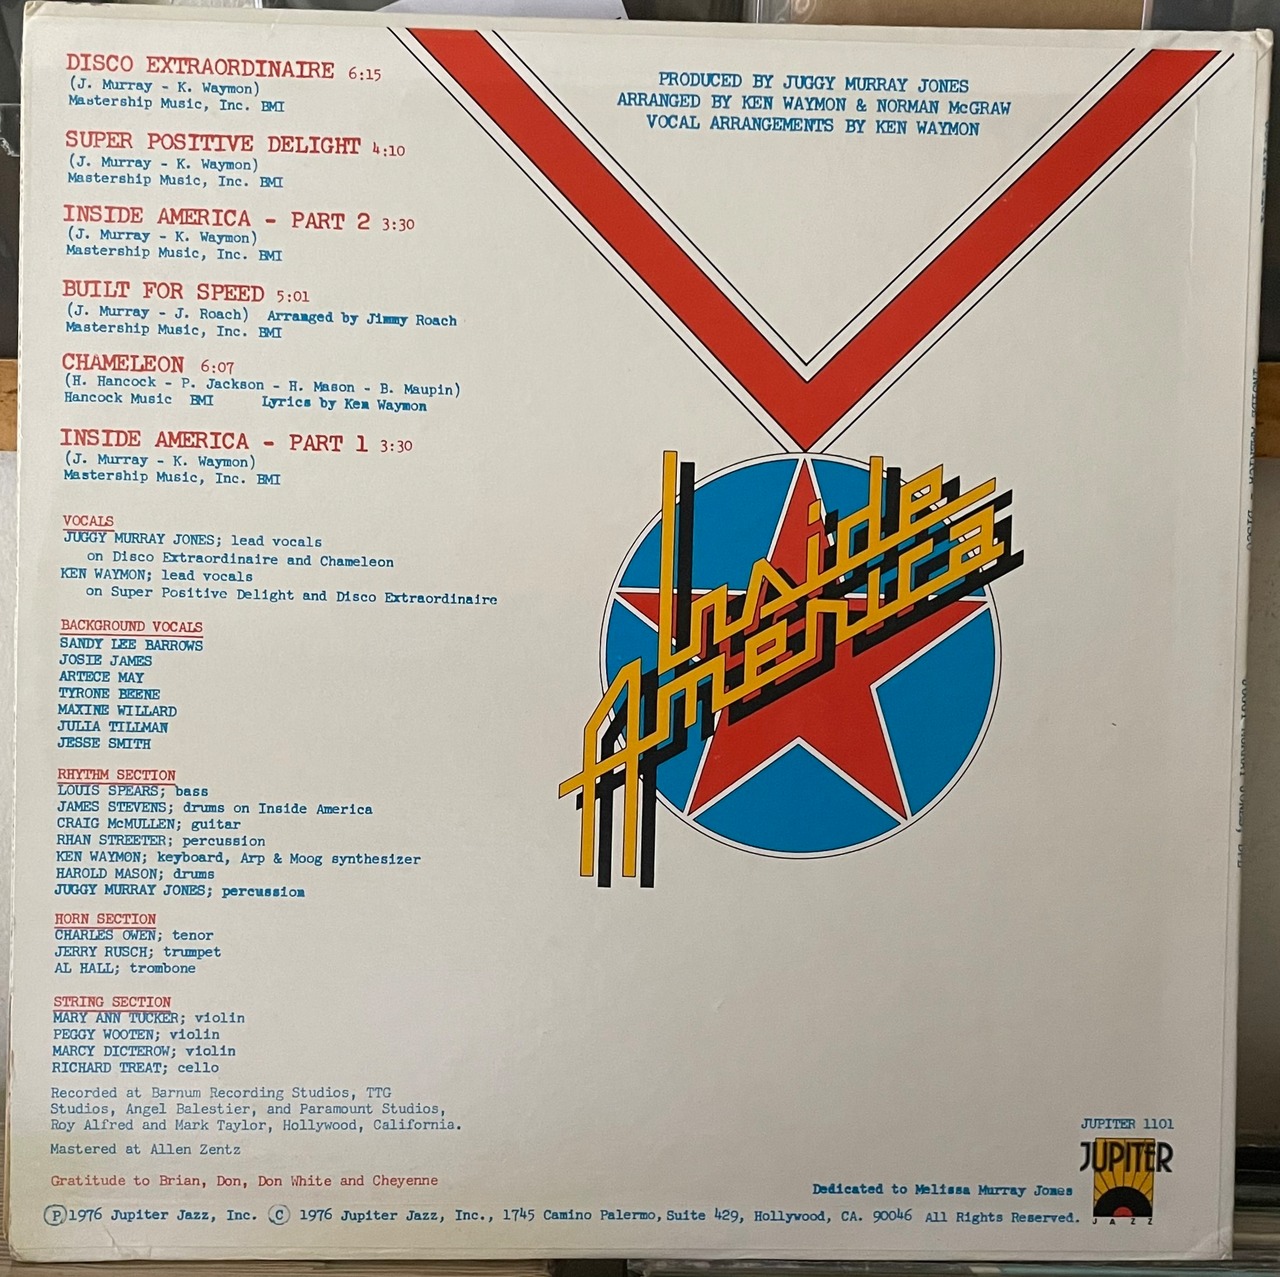 DISCO EXTRAORDINAIRE 6:15
(J. Murray - K. Waymon)
Mastership Music, Inc. BMI
SUPER POSITIVE DELIGHT 4:10
(J. Murray - K. Waymon)
Mastership Music, Inc. BMI
INSIDE AMERICA - PART 2 3:30
(J. Murray - K. Waymon)
Mastership Music, Inc. BMI
BUILT FOR SPEED 5:01
(J. Murray - J. Roach) Arranged by Jimmy Roach
Mastership Music, Inc. BMI
CHAMELEON 6:07
(H. Hancock - P. Jackson - H. Mason - B. Maupin)
Hancock Music BMI Lyrics by Ken Waymon
INSIDE AMERICA - PART 1 3:30
(J. Murray - K. Waymon)
Mastership Music, Inc. BMI
VOCALS
JUGGY MURRAY JONES; lead vocals
on Disco Extraordinaire and Chameleon
KEN WAYMON; lead vocals
on Super Positive Delight and Disco Extraordinaire
BACKGROUND VOCALS
SANDY LEE BARROWS
JOSIE JAMES
ARTECE MAY
TYRONE BEENE
MAXINE WILLARD
JULIA TILLMAN
JESSE SMITH
RHYTHM SECTION
LOUIS SPEARS; bass
JAMES STEVENS; drums on Inside America
CRAIG McMULLEN; guitar
RHAN STREETER; percussion
KEN WAYMON; keyboard, Arp & Moog synthesizer
HAROLD MASON; drums
JUGGY MURRAY JONES; percussion
HORN SECTION
CHARLES OWEN; tenor
JERRY RUSCH; trumpet
AL HALL; trombone
STRING SECTION
MARY ANN TUCKER; violin
PEGGY WOOTEN; violin
MARCY DICTEROW; violin
RICHARD TREAT; cello
Recorded at Barnum Recording Studios, TTG
Studios, Angel Balestier, and Paramount Studios,
Roy Alfred and Mark Taylor, Hollywood, California.
Mastered at Allen Zentz
Gratitude to Brian, Don, Don White and Cheyenne
PRODUCED BY JUGGY MURRAY JONES
ARRANGED BY KEN WAYMON & NORMAN McGRAW
VOCAL ARRANGEMENTS BY KEN WAYMON
Inside
America
JUPITER 1101
JUPITER
JAZZ
Dedicated to Melissa Murray Jones
Ⓟ1976 Jupiter Jazz, Inc. Ⓒ 1976 Jupiter Jazz, Inc., 1745 Camino Palermo, Suite 429, Hollywood, CA. 90046 All Rights Reserved.